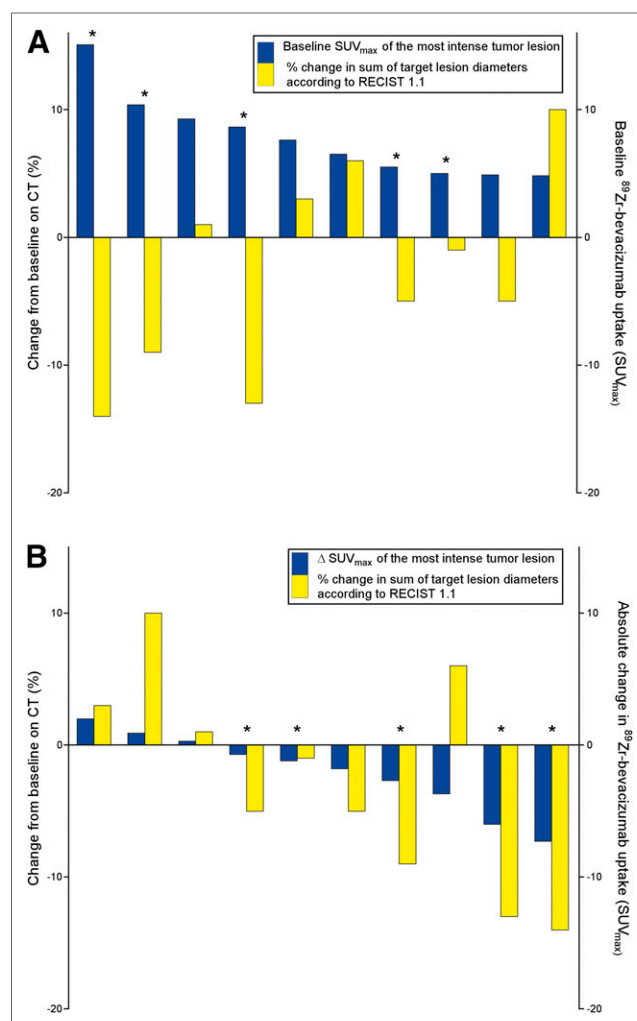 A
*
*
*
*
*
Baseline SUVmax of the most intense tumor lesion
% change in sum of target lesion diameters
according to RECIST 1.1
Change from baseline on CT (%)
10
0
-10
-20
10
0
-10
-20
Baseline 89Zr-bevacizumab uptake (SUVmax)
B
Δ SUVmax of the most intense tumor lesion
% change in sum of target lesion diameters
according to RECIST 1.1
*
*
*
*
*
Change from baseline on CT (%)
10
0
-10
-20
10
0
-10
-20
Absolute change in 89Zr-bevacizumab uptake (SUVmax)